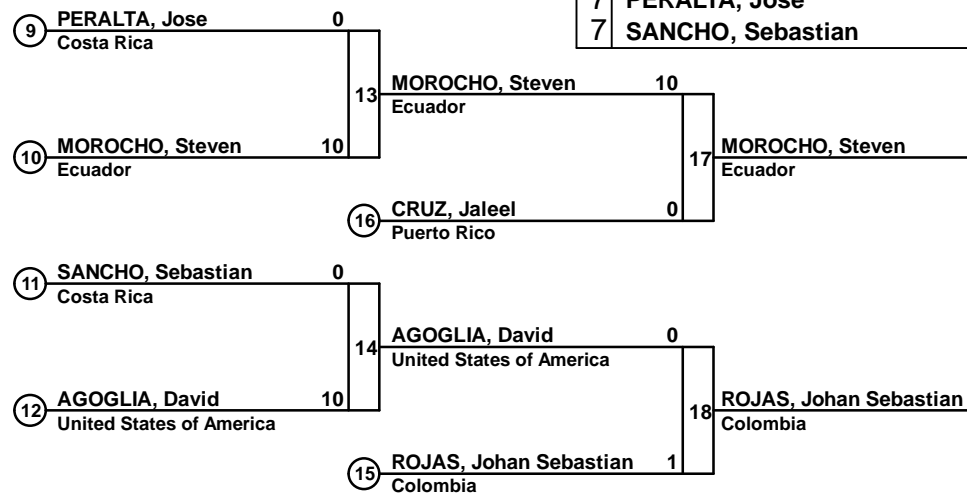 7 PERALTA, Jose
7 SANCHO, Sebastian
9 PERALTA, Jose 0
Costa Rica
13 MOROCHO, Steven 10
Ecuador
10 MOROCHO, Steven 10
Ecuador
17 MOROCHO, Steven
Ecuador
16 CRUZ, Jaleel 0
Puerto Rico
11 SANCHO, Sebastian 0
Costa Rica
14 AGOGLIA, David 0
United States of America
12 AGOGLIA, David 10
United States of America
18 ROJAS, Johan Sebastian
Colombia
15 ROJAS, Johan Sebastian 1
Colombia